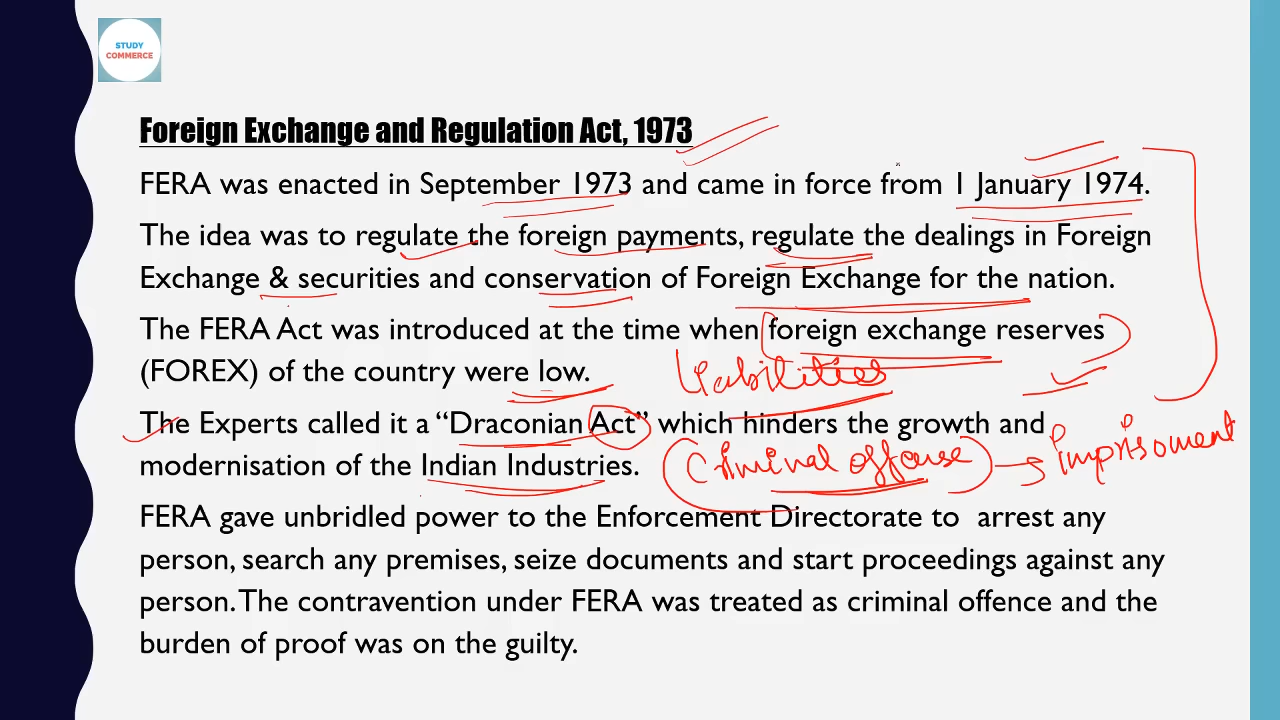 STUDY
COMMERCE
Foreign Exchange and Regulation Act, 1973
FERA was enacted in September 1973 and came in force from 1 January 1974.
The idea was to regulate the foreign payments, regulate the dealings in Foreign
Exchange & securities and conservation of Foreign Exchange for the nation.
The FERA Act was introduced at the time when foreign exchange reserves
(FOREX) of the country were low.
Liabilities
The Experts called it a “Draconian Act” which hinders the growth and
modernisation of the Indian Industries.
Criminal offense → imprisoment
FERA gave unbridled power to the Enforcement Directorate to arrest any
person, search any premises, seize documents and start proceedings against any
person. The contravention under FERA was treated as criminal offence and the
burden of proof was on the guilty.